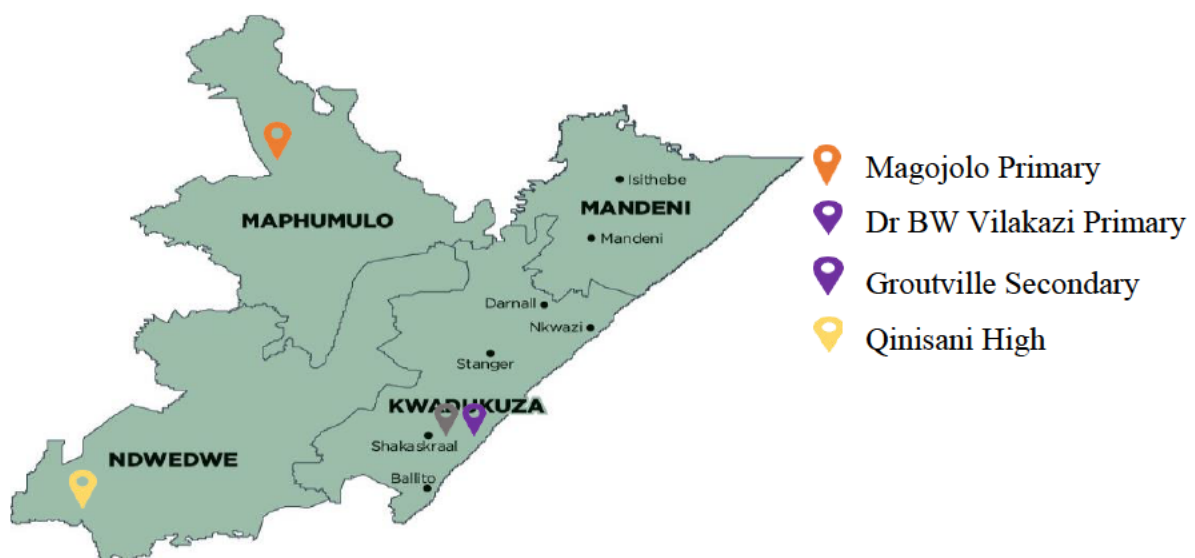 Isithebe
MANDENI
MAPHUMULO
Mandeni
Darnall
Nkwazi
Stanger
KWADUKUZA
Shakaskraal
NDWEDWE
Ballito
Magojolo Primary
Dr BW Vilakazi Primary
Groutville Secondary
Qinisani High